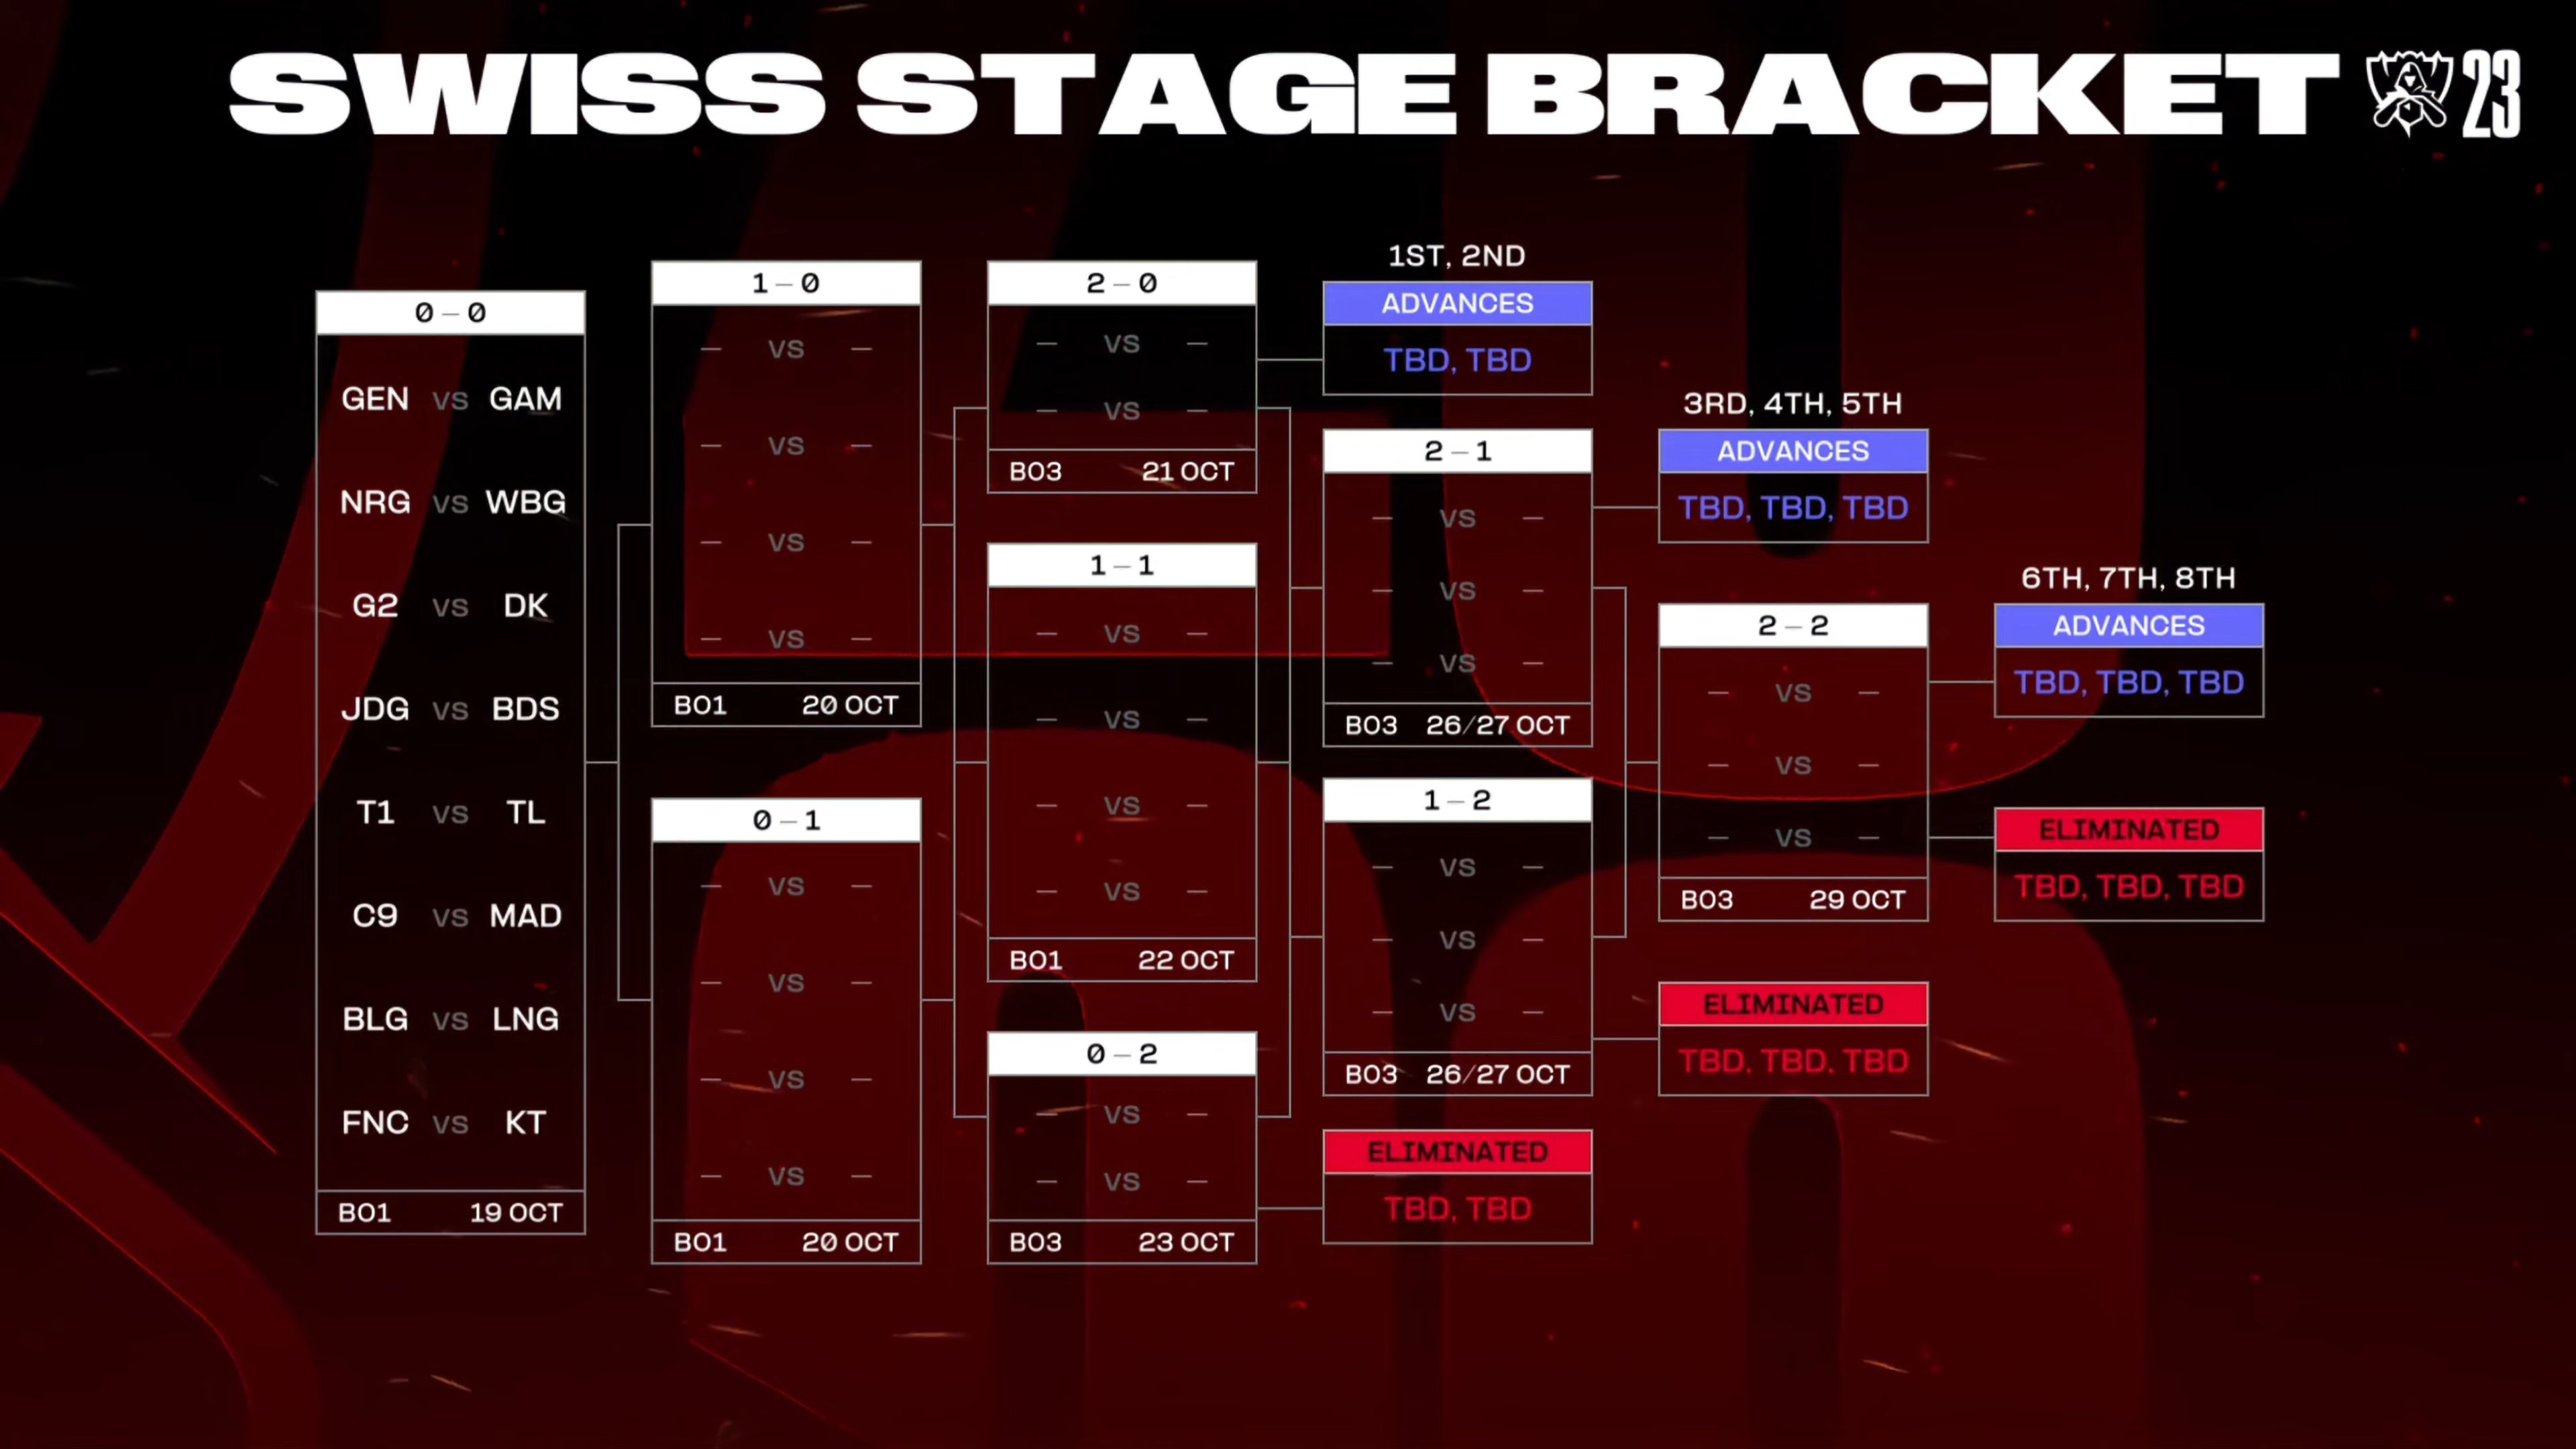 SWISS STAGE BRACKET 23
0 — 0
GEN VS GAM
NRG VS WBG
G2 VS DK
JDG VS BDS
T1 VS TL
C9 VS MAD
BLG VS LNG
FNC VS KT
BO1 19 OCT
1 — 0
— VS —
— VS —
— VS —
— VS —
BO1 20 OCT
0 — 1
— VS —
— VS —
— VS —
— VS —
BO1 20 OCT
2 — 0
— VS —
— VS —
BO3 21 OCT
1 — 1
— VS —
— VS —
— VS —
— VS —
BO1 22 OCT
0 — 2
— VS —
— VS —
BO3 23 OCT
1ST, 2ND
ADVANCES
TBD, TBD
2 — 1
— VS —
— VS —
— VS —
BO3 26/27 OCT
1 — 2
— VS —
— VS —
— VS —
BO3 26/27 OCT
ELIMINATED
TBD, TBD
3RD, 4TH, 5TH
ADVANCES
TBD, TBD, TBD
2 — 2
— VS —
— VS —
— VS —
BO3 29 OCT
ELIMINATED
TBD, TBD, TBD
6TH, 7TH, 8TH
ADVANCES
TBD, TBD, TBD
ELIMINATED
TBD, TBD, TBD